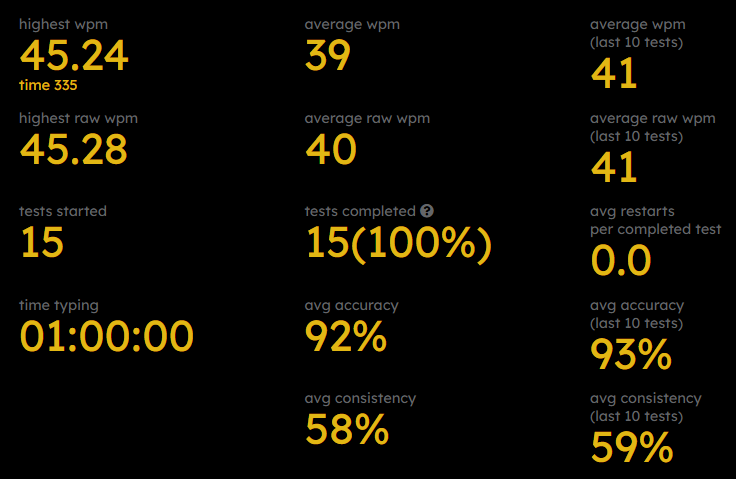 highest wpm
45.24
time 335
average wpm
39
average wpm
(last 10 tests)
41
highest raw wpm
45.28
average raw wpm
40
average raw wpm
(last 10 tests)
41
tests started
15
tests completed ?
15(100%)
avg restarts
per completed test
0.0
time typing
01:00:00
avg accuracy
92%
avg accuracy
(last 10 tests)
93%
avg consistency
58%
avg consistency
(last 10 tests)
59%